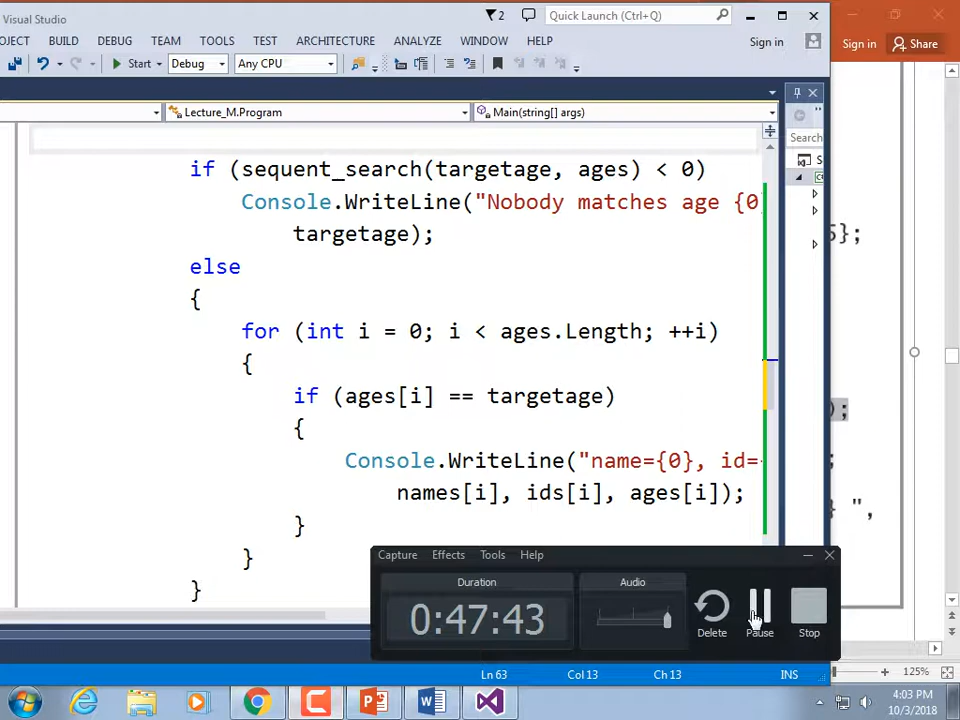 Visual Studio
2
Quick Launch (Ctrl+Q)
OJECT BUILD DEBUG TEAM TOOLS TEST ARCHITECTURE ANALYZE WINDOW HELP
Sign in
Sign in Share
Start Debug Any CPU
Lecture_M.Program Main(string[] args)
Search
if (sequent_search(targetage, ages) < 0)
Console.WriteLine("Nobody matches age {0
targetage);
5};
else
{
for (int i = 0; i < ages.Length; ++i)
{
if (ages[i] == targetage)
);
{
Console.WriteLine("name={0}, id=
;
names[i], ids[i], ages[i]);
} ",
}
}
}
Capture Effects Tools Help
Duration Audio
0:47:43
Delete Pause Stop
Ln 63 Col 13 Ch 13 INS
125%
4:03 PM
10/3/2018